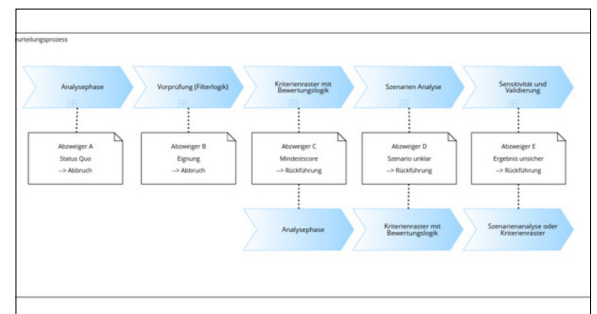 eurteilungsprozess
Analysephase
Vorprüfung (Filterlogik)
Kriterienraster mit
Bewertungslogik
Szenarien Analyse
Sensitivität und
Validierung
Abzweiger A
Status Quo
--> Abbruch
Abzweiger B
Eignung
--> Abbruch
Abzweiger C
Mindestscore
--> Rückführung
Abzweiger D
Szenario unklar
--> Rückführung
Abzweiger E
Ergebnis unsicher
--> Rückführung
Analysephase
Kriterienraster mit
Bewertungslogik
Szenarienanalyse oder
Kriterienraster